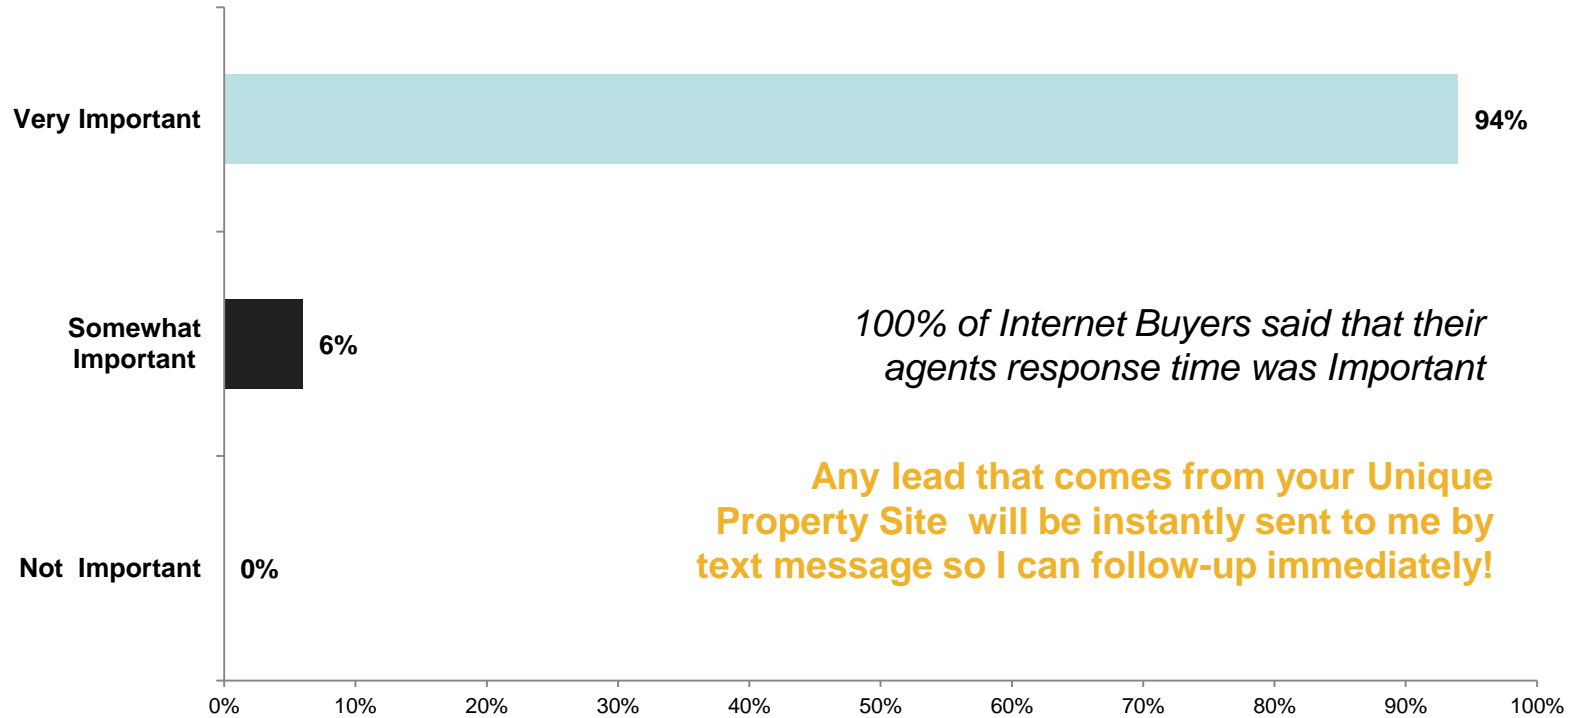 Very Important
94%
Somewhat
Important
6%
100% of Internet Buyers said that their
agents response time was Important
Any lead that comes from your Unique
Property Site  will be instantly sent to me by
text message so I can follow-up immediately!
Not  Important
0%
0%
10%
20%
30%
40%
50%
60%
70%
80%
90%
100%